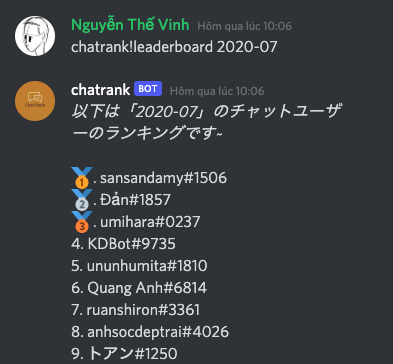 Nguyễn Thế Vinh Hôm qua lúc 10:06
chatrank!leaderboard 2020-07
chatrank BOT Hôm qua lúc 10:06
以下は「2020-07」のチャットユーザ
ーのランキングです~
1. sansandamy#1506
2. Đản#1857
3. umihara#0237
4. KDBot#9735
5. ununhumita#1810
6. Quang Anh#6814
7. ruanshiron#3361
8. anhsocdeptrai#4026
9. トアン#1250